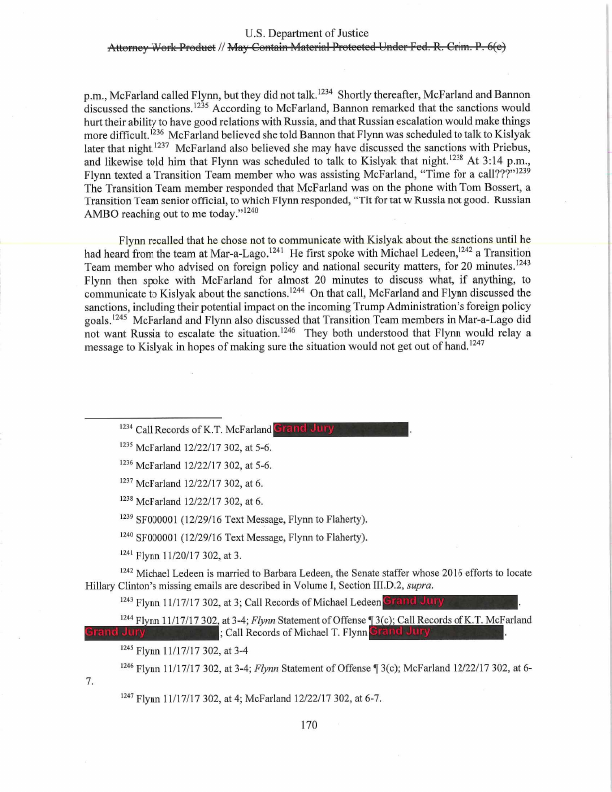 U.S. Department of Justice
Attorney Work Product // May Contain Material Protected Under Fed. R. Crim. P. 6(e)
p.m., McFarland called Flynn, but they did not talk.1234 Shortly thereafter, McFarland and Bannon
discussed the sanctions.1235 According to McFarland, Bannon remarked that the sanctions would
hurt their ability to have good relations with Russia, and that Russian escalation would make things
more difficult.1236 McFarland believed she told Bannon that Flynn was scheduled to talk to Kislyak
later that night.1237 McFarland also believed she may have discussed the sanctions with Priebus,
and likewise told him that Flynn was scheduled to talk to Kislyak that night.1238 At 3:14 p.m.,
Flynn texted a Transition Team member who was assisting McFarland, "Time for a call???"1239
The Transition Team member responded that McFarland was on the phone with Tom Bossert, a
Transition Team senior official, to which Flynn responded, "Tit for tat w Russia not good. Russian
AMBO reaching out to me today."1240
Flynn recalled that he chose not to communicate with Kislyak about the sanctions until he
had heard from the team at Mar-a-Lago.1241 He first spoke with Michael Ledeen,1242 a Transition
Team member who advised on foreign policy and national security matters, for 20 minutes.1243
Flynn then spoke with McFarland for almost 20 minutes to discuss what, if anything, to
communicate to Kislyak about the sanctions.1244 On that call, McFarland and Flynn discussed the
sanctions, including their potential impact on the incoming Trump Administration's foreign policy
goals.1245 McFarland and Flynn also discussed that Transition Team members in Mar-a-Lago did
not want Russia to escalate the situation.1246 They both understood that Flynn would relay a
message to Kislyak in hopes of making sure the situation would not get out of hand.1247
1234 Call Records of K.T. McFarland Grand Jury.
1235 McFarland 12/22/17 302, at 5-6.
1236 McFarland 12/22/17 302, at 5-6.
1237 McFarland 12/22/17 302, at 6.
1238 McFarland 12/22/17 302, at 6.
1239 SF000001 (12/29/16 Text Message, Flynn to Flaherty).
1240 SF000001 (12/29/16 Text Message, Flynn to Flaherty).
1241 Flynn 11/20/17 302, at 3.
1242 Michael Ledeen is married to Barbara Ledeen, the Senate staffer whose 2016 efforts to locate
Hillary Clinton's missing emails are described in Volume I, Section III.D.2, supra.
1243 Flynn 11/17/17 302, at 3; Call Records of Michael Ledeen Grand Jury.
1244 Flynn 11/17/17 302, at 3-4; Flynn Statement of Offense ¶ 3(c); Call Records of K.T. McFarland
Grand Jury; Call Records of Michael T. Flynn Grand Jury.
1245 Flynn 11/17/17 302, at 3-4
1246 Flynn 11/17/17 302, at 3-4; Flynn Statement of Offense ¶ 3(c); McFarland 12/22/17 302, at 6-
7.
1247 Flynn 11/17/17 302, at 4; McFarland 12/22/17 302, at 6-7.
170